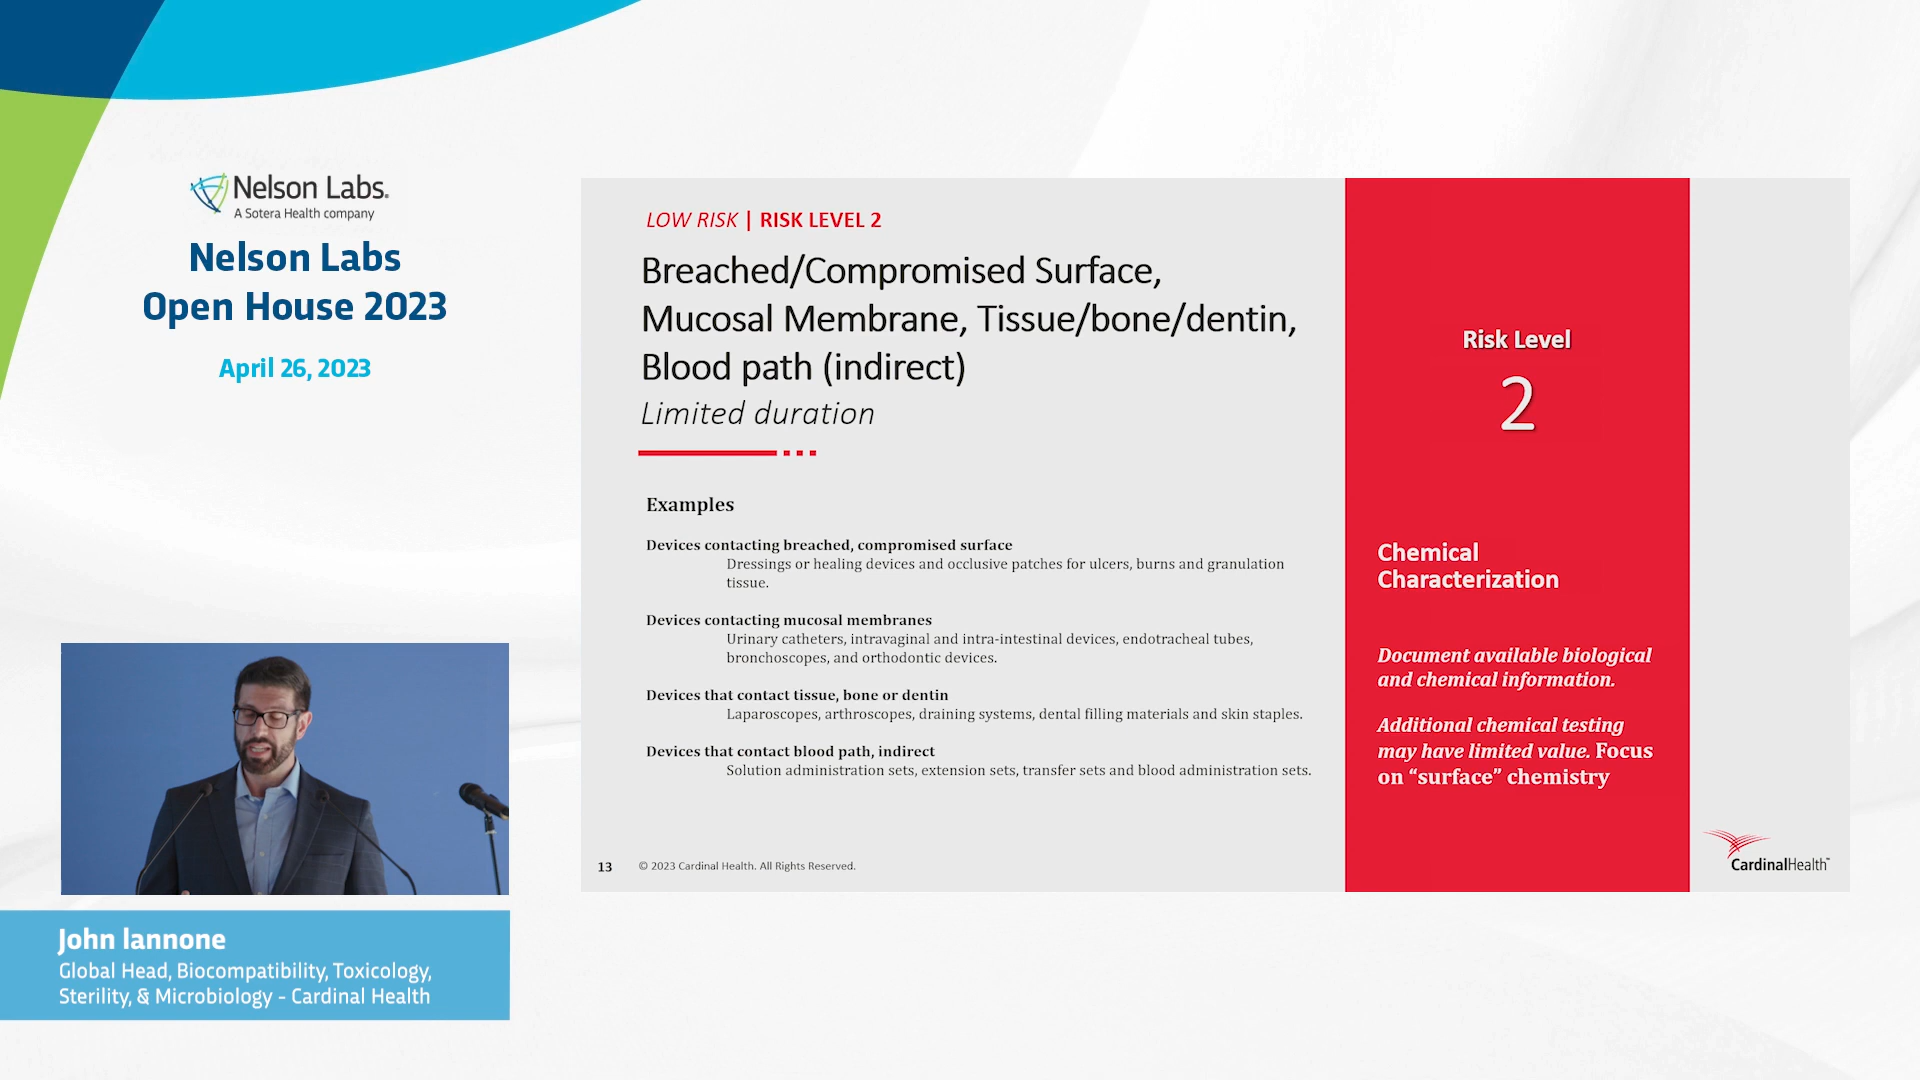 Nelson Labs.
A Sotera Health company
Nelson Labs
Open House 2023
April 26, 2023
LOW RISK | RISK LEVEL 2
Breached/Compromised Surface,
Mucosal Membrane, Tissue/bone/dentin,
Blood path (indirect)
Limited duration
Examples
Devices contacting breached, compromised surface
Dressings or healing devices and occlusive patches for ulcers, burns and granulation
tissue.
Devices contacting mucosal membranes
Urinary catheters, intravaginal and intra-intestinal devices, endotracheal tubes,
bronchoscopes, and orthodontic devices.
Devices that contact tissue, bone or dentin
Laparoscopes, arthroscopes, draining systems, dental filling materials and skin staples.
Devices that contact blood path, indirect
Solution administration sets, extension sets, transfer sets and blood administration sets.
13 © 2023 Cardinal Health. All Rights Reserved.
Risk Level
2
Chemical
Characterization
Document available biological
and chemical information.
Additional chemical testing
may have limited value. Focus
on “surface” chemistry
CardinalHealth™
John Iannone
Global Head, Biocompatibility, Toxicology,
Sterility, & Microbiology - Cardinal Health